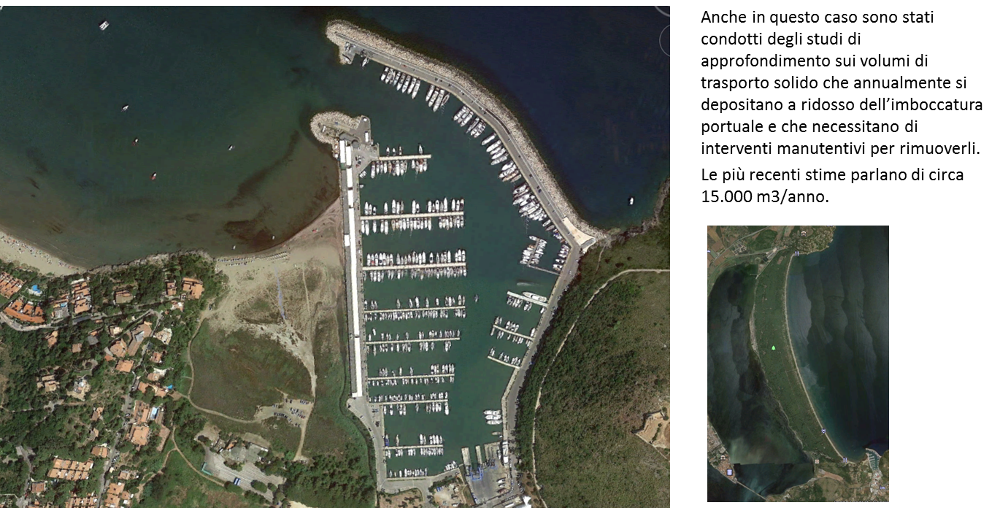 Anche in questo caso sono stati
condotti degli studi di
approfondimento sui volumi di
trasporto solido che annualmente si
depositano a ridosso dell’imboccatura
portuale e che necessitano di
interventi manutentivi per rimuoverli.
Le più recenti stime parlano di circa
15.000 m3/anno.